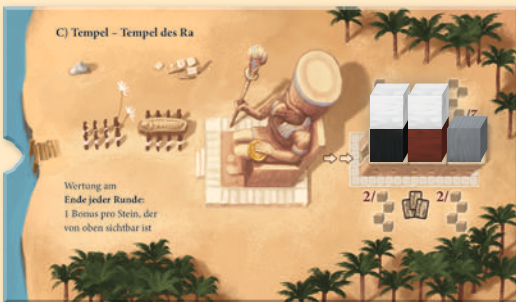 C) Tempel – Tempel des Ra
/7
Wertung am
Ende jeder Runde:
1 Bonus pro Stein, der
von oben sichtbar ist
2/
2/